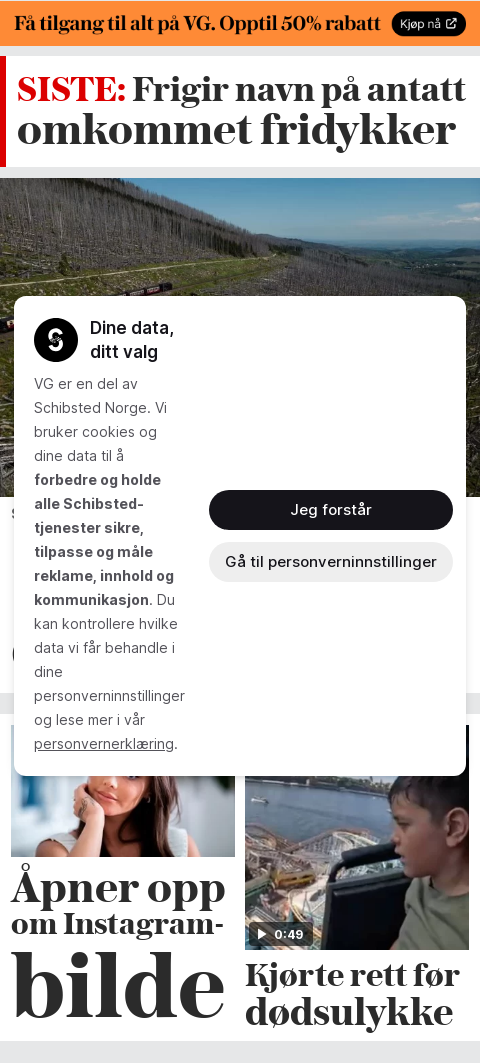 Få tilgang til alt på VG. Opptil 50% rabatt
Kjøp nå
SISTE: Frigir navn på antatt
omkommet fridykker
Dine data,
ditt valg
VG er en del av
Schibsted Norge. Vi
bruker cookies og
dine data til å
forbedre og holde
alle Schibsted-
tjenester sikre,
tilpasse og måle
reklame, innhold og
kommunikasjon. Du
kan kontrollere hvilke
data vi får behandle i
dine
personverninnstillinger
og lese mer i vår
personvernerklæring.
Jeg forstår
Gå til personverninnstillinger
Åpner opp
om Instagram-
bilde
0:49
Kjørte rett før
dødsulykke